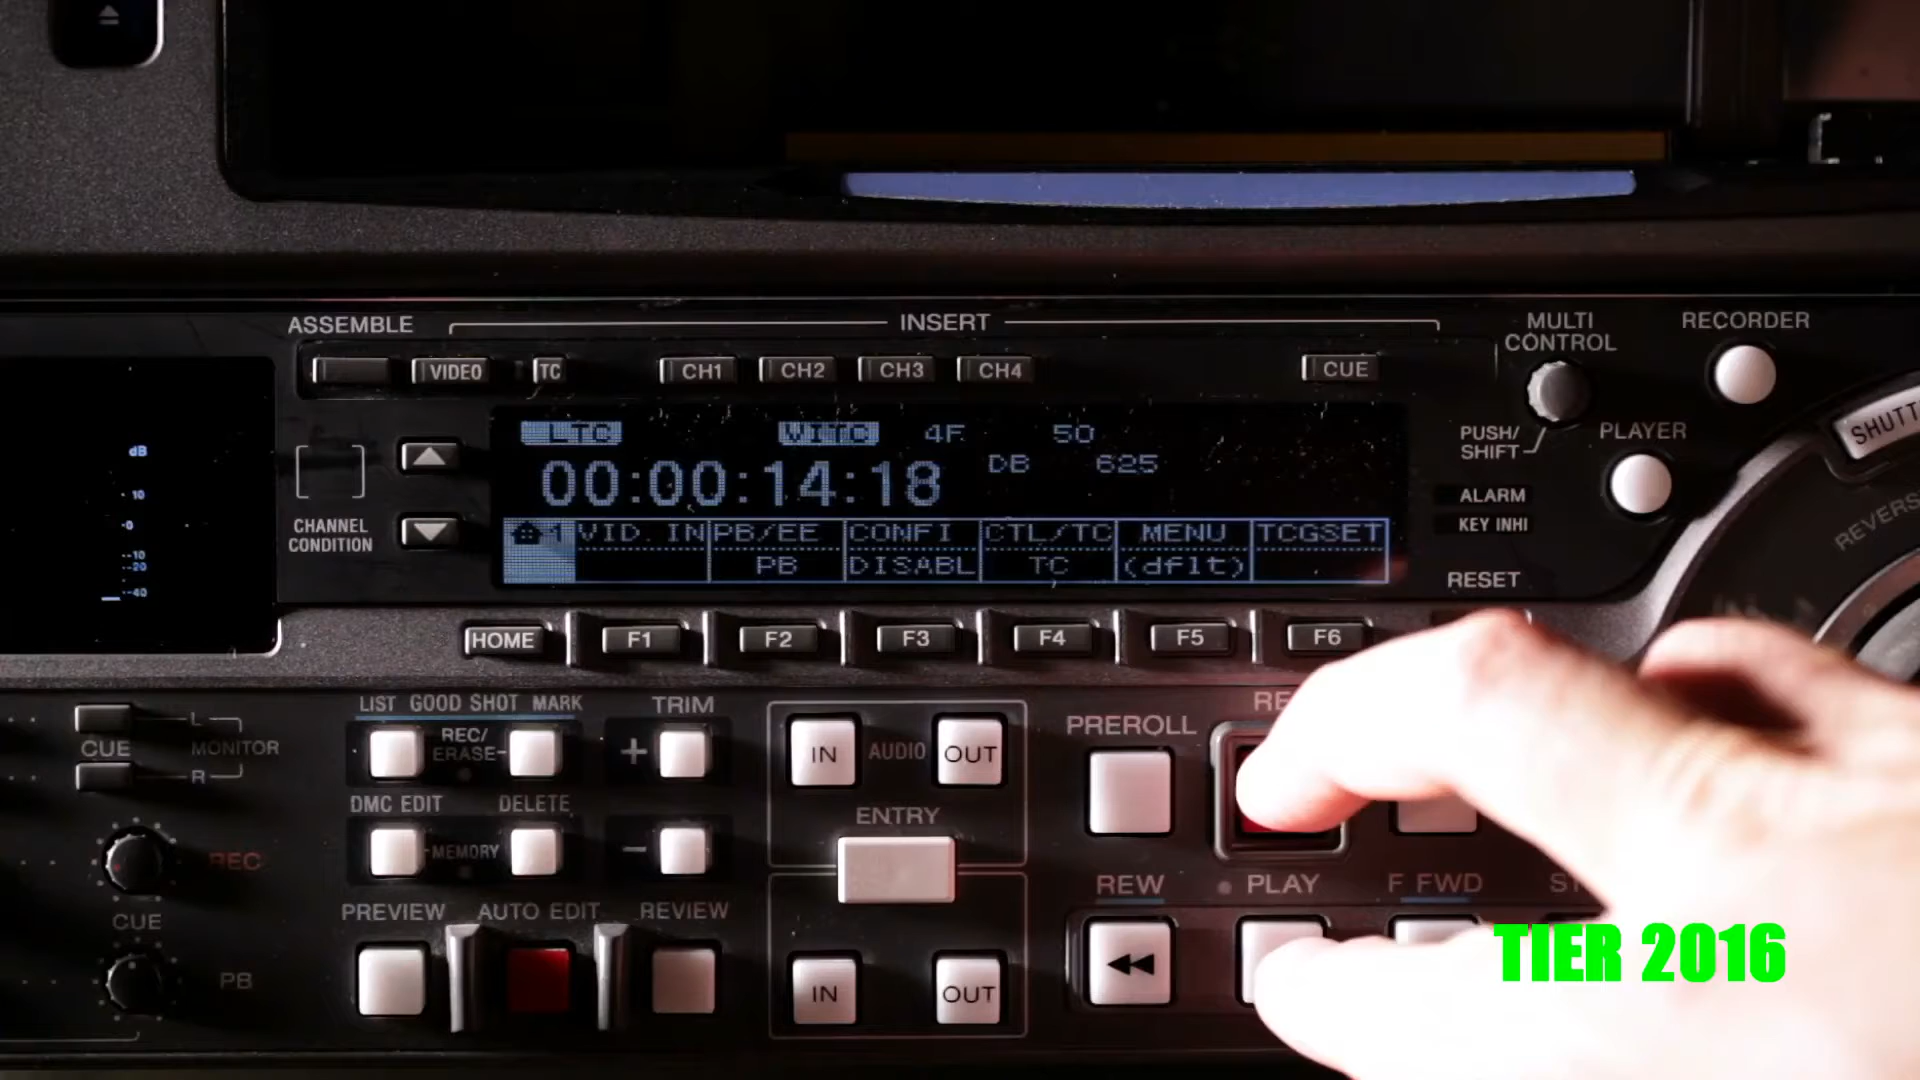 ASSEMBLE
INSERT
VIDEO
TC
CH1
CH2
CH3
CH4
CUE
MULTI
CONTROL
RECORDER
PUSH/
SHIFT
PLAYER
ALARM
KEY INHI
RESET
dB
10
0
-10
-20
-40
CHANNEL
CONDITION
LTC VITC 4F 50
00:00:14:18 DB 625
VID. IN PB/EE CONFI CTL/TC MENU TCGSET
PB DISABL TC (dflt)
HOME
F1
F2
F3
F4
F5
F6
CUE
L
MONITOR
R
REC
CUE
PB
LIST GOOD SHOT MARK
REC/
ERASE
TRIM
+
DMC EDIT
DELETE
MEMORY
-
PREVIEW
AUTO EDIT
REVIEW
IN
AUDIO
OUT
ENTRY
IN
OUT
PREROLL
REW
PLAY
F FWD
TIER 2016